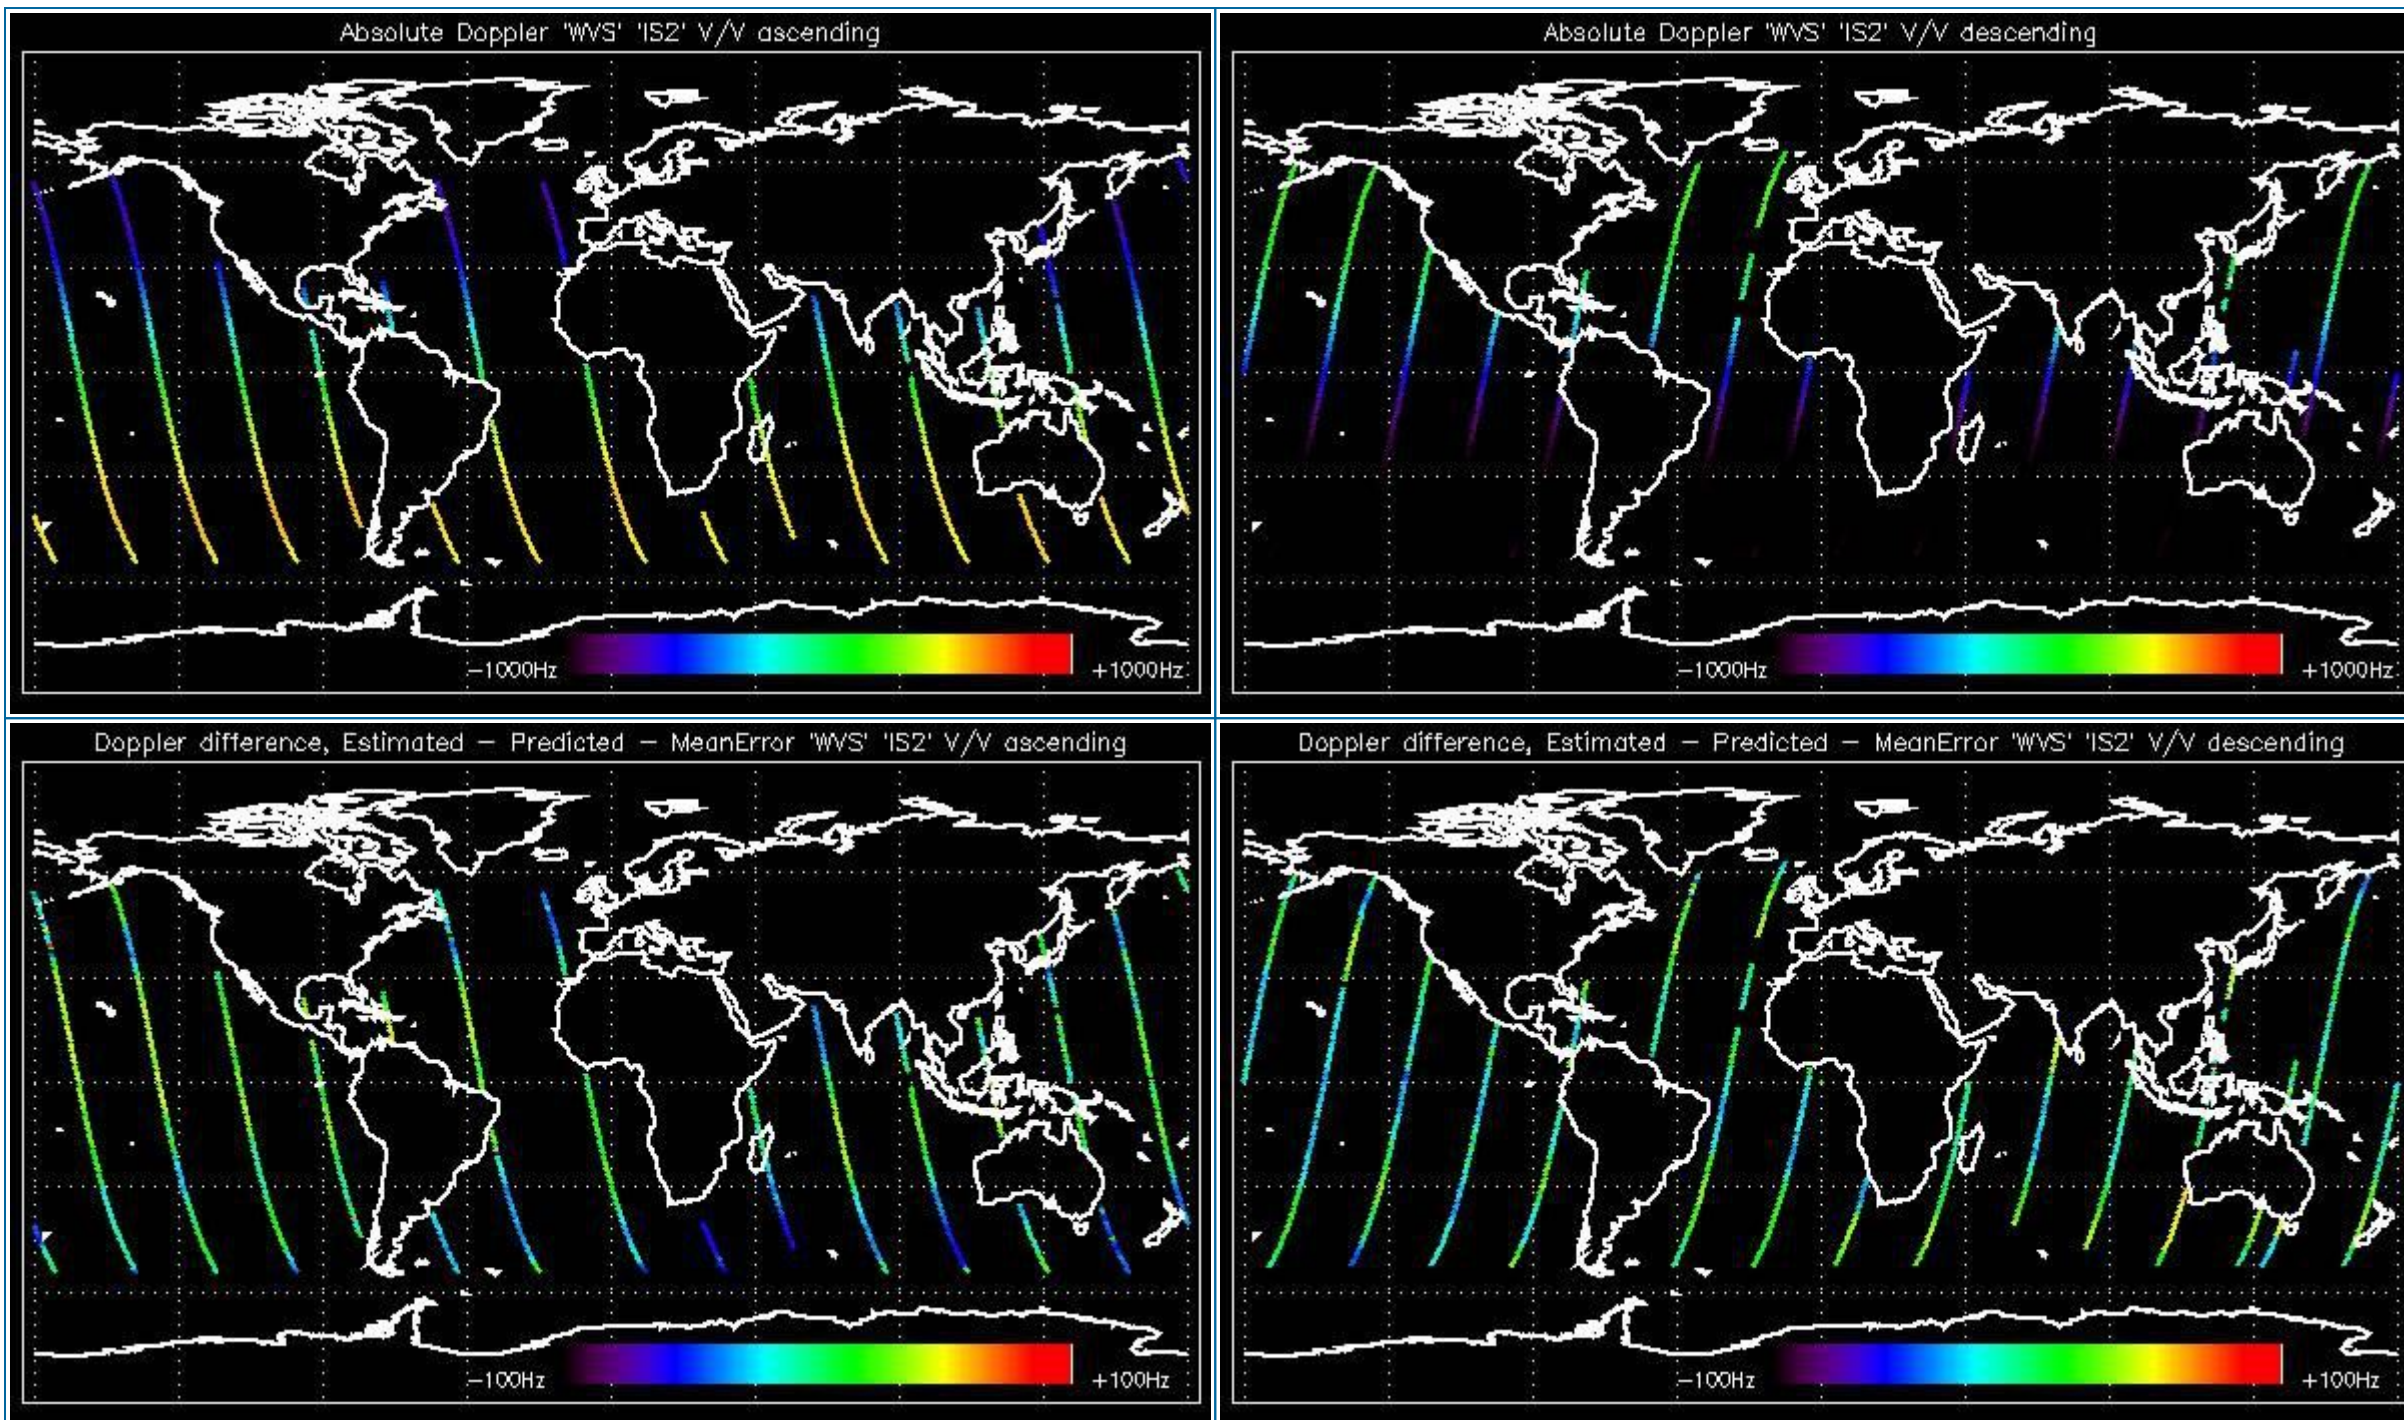 Absolute Doppler 'WVS' 'IS2' V/V ascending
-1000Hz
+1000Hz
Absolute Doppler 'WVS' 'IS2' V/V descending
-1000Hz
+1000Hz
Doppler difference, Estimated - Predicted - MeanError 'WVS' 'IS2' V/V ascending
-100Hz
+100Hz
Doppler difference, Estimated - Predicted - MeanError 'WVS' 'IS2' V/V descending
-100Hz
+100Hz